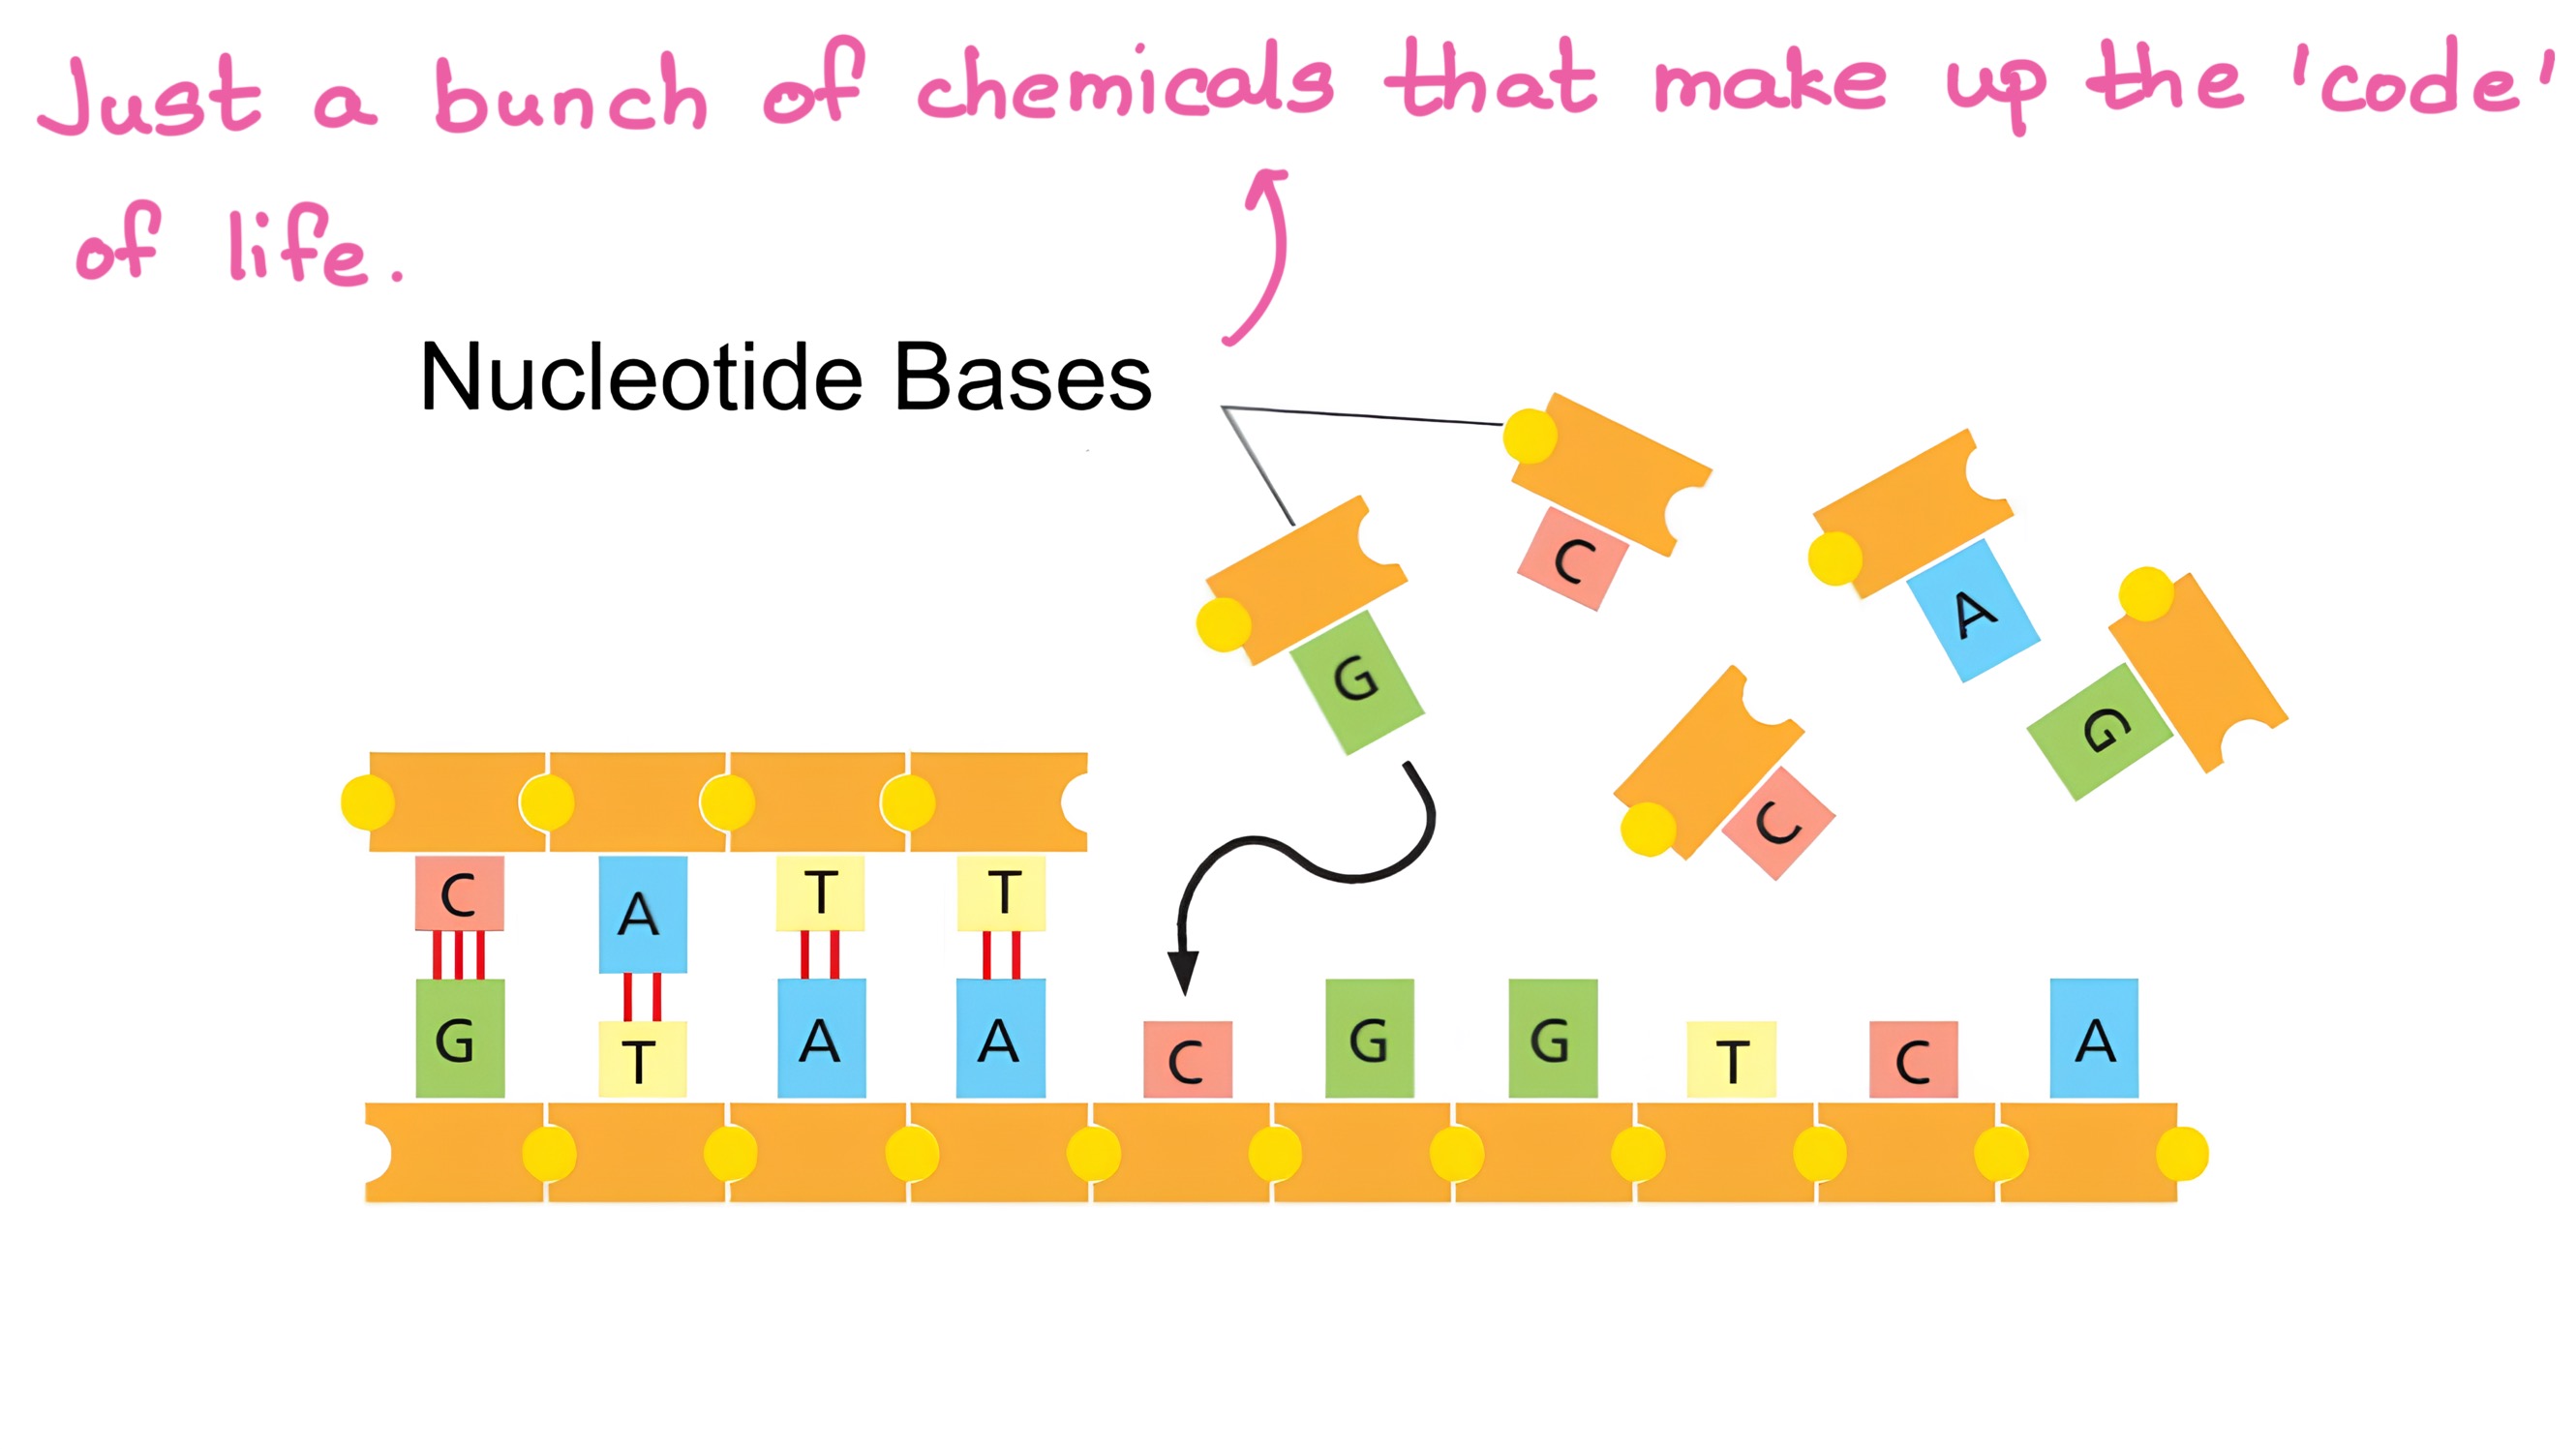 Just a bunch of chemicals that make up the 'code'
of life.
Nucleotide Bases
C
A
G
G
C
C A T T
G T A A C G G T C A